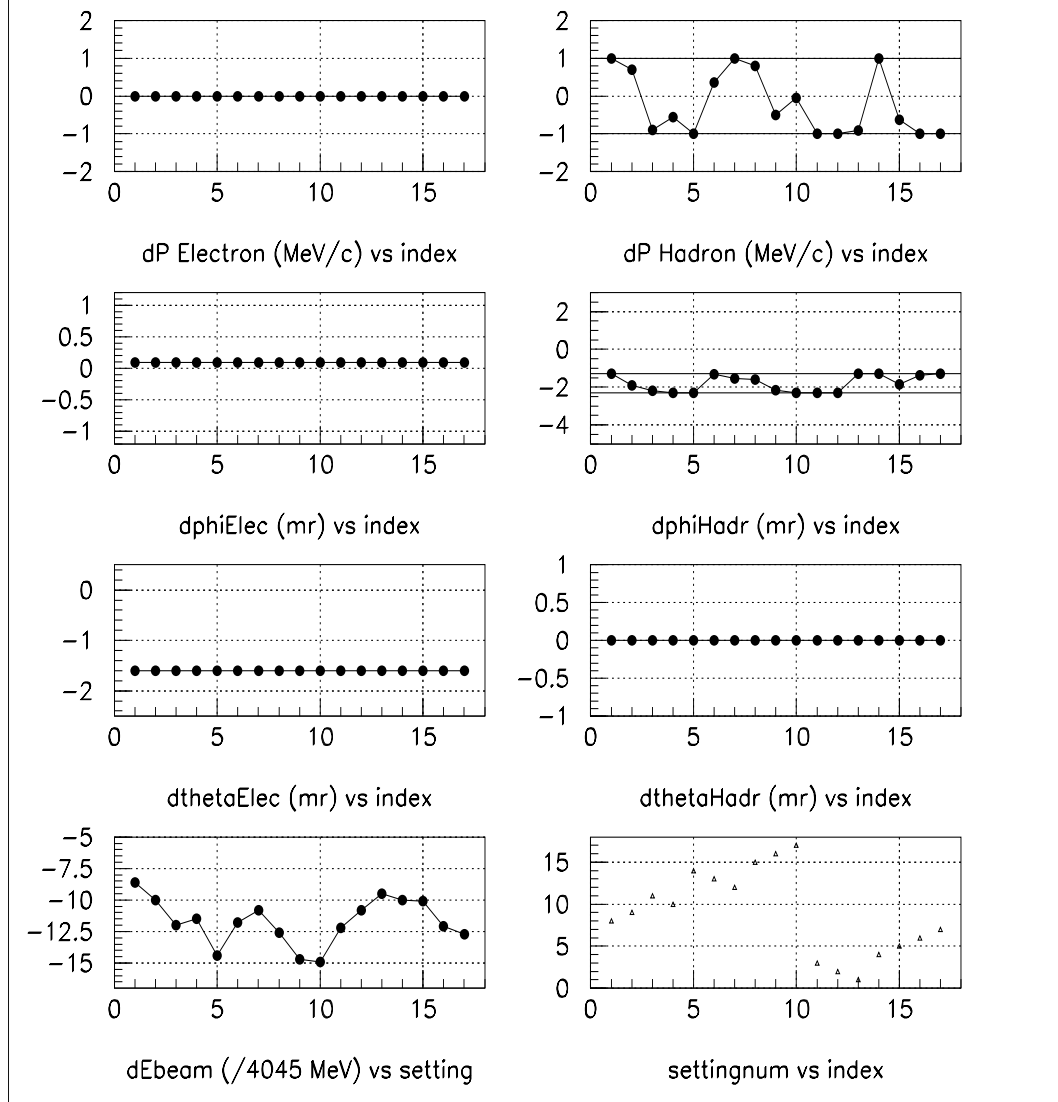 2
1
0
−1
−2
0 5 10 15
dP Electron (MeV/c) vs index
2
1
0
−1
−2
0 5 10 15
dP Hadron (MeV/c) vs index
1
0.5
0
−0.5
−1
0 5 10 15
dphiElec (mr) vs index
2
0
−2
−4
0 5 10 15
dphiHadr (mr) vs index
0
−1
−2
0 5 10 15
dthetaElec (mr) vs index
1
0.5
0
−0.5
−1
0 5 10 15
dthetaHadr (mr) vs index
−5
−7.5
−10
−12.5
−15
0 5 10 15
dEbeam (/4045 MeV) vs setting
15
10
5
0
0 5 10 15
settingnum vs index